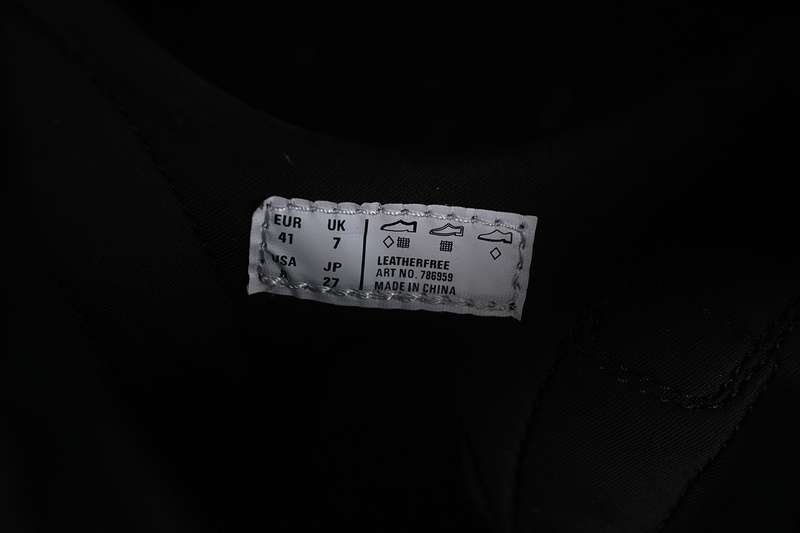 EUR UK
41 7
USA JP
27
LEATHERFREE
ART NO. 786959
MADE IN CHINA